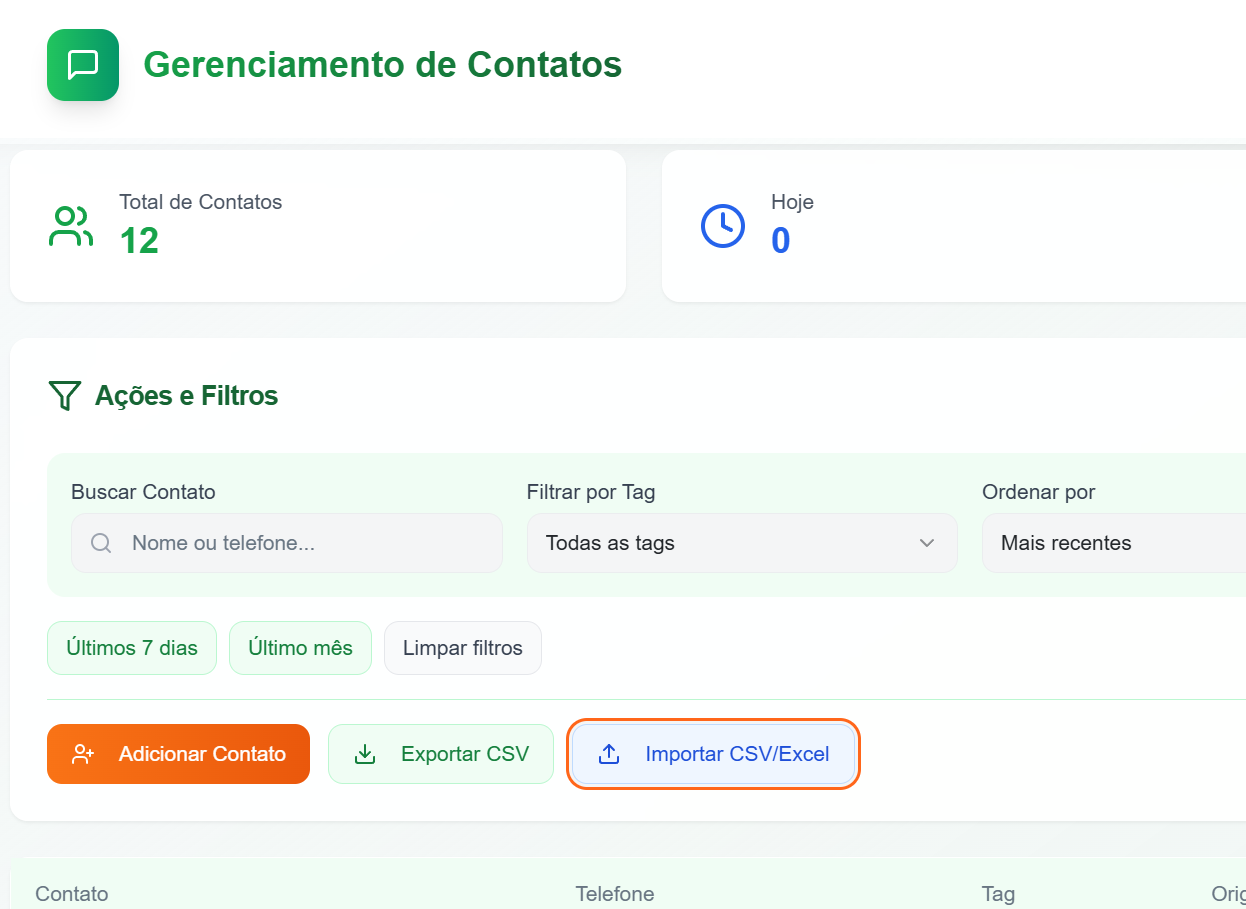 Gerenciamento de Contatos
Total de Contatos
12
Hoje
0
Ações e Filtros
Buscar Contato
Filtrar por Tag
Ordenar por
Nome ou telefone...
Todas as tags
Mais recentes
Últimos 7 dias
Último mês
Limpar filtros
Adicionar Contato
Exportar CSV
Importar CSV/Excel
Contato
Telefone
Tag